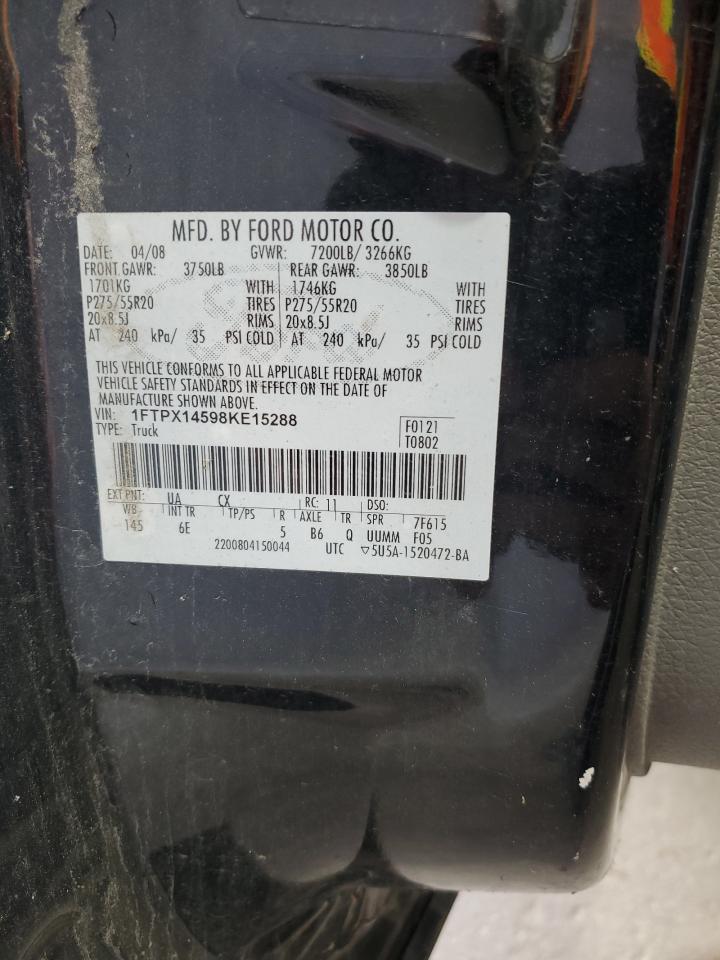 MFD. BY FORD MOTOR CO.
DATE: 04/08 GVWR: 7200LB/ 3266KG
FRONT GAWR: 3750LB REAR GAWR: 3850LB
1701KG WITH 1746KG WITH
P275/55R20 TIRES P275/55R20 TIRES
20x8.5J RIMS 20x8.5J RIMS
AT 240 kPa/ 35 PSI COLD AT 240 kPa/ 35 PSI COLD
THIS VEHICLE CONFORMS TO ALL APPLICABLE FEDERAL MOTOR
VEHICLE SAFETY STANDARDS IN EFFECT ON THE DATE OF
MANUFACTURE SHOWN ABOVE.
VIN: 1FTPX14598KE15288
TYPE: Truck
F0121
T0802
EXT PNT: UA CX RC: 11 DSO:
WB INT TR TP/PS R AXLE TR SPR 7F615
145 6E 5 B6 Q UUMM F05
2200804150044 UTC ▽5U5A-1520472-BA